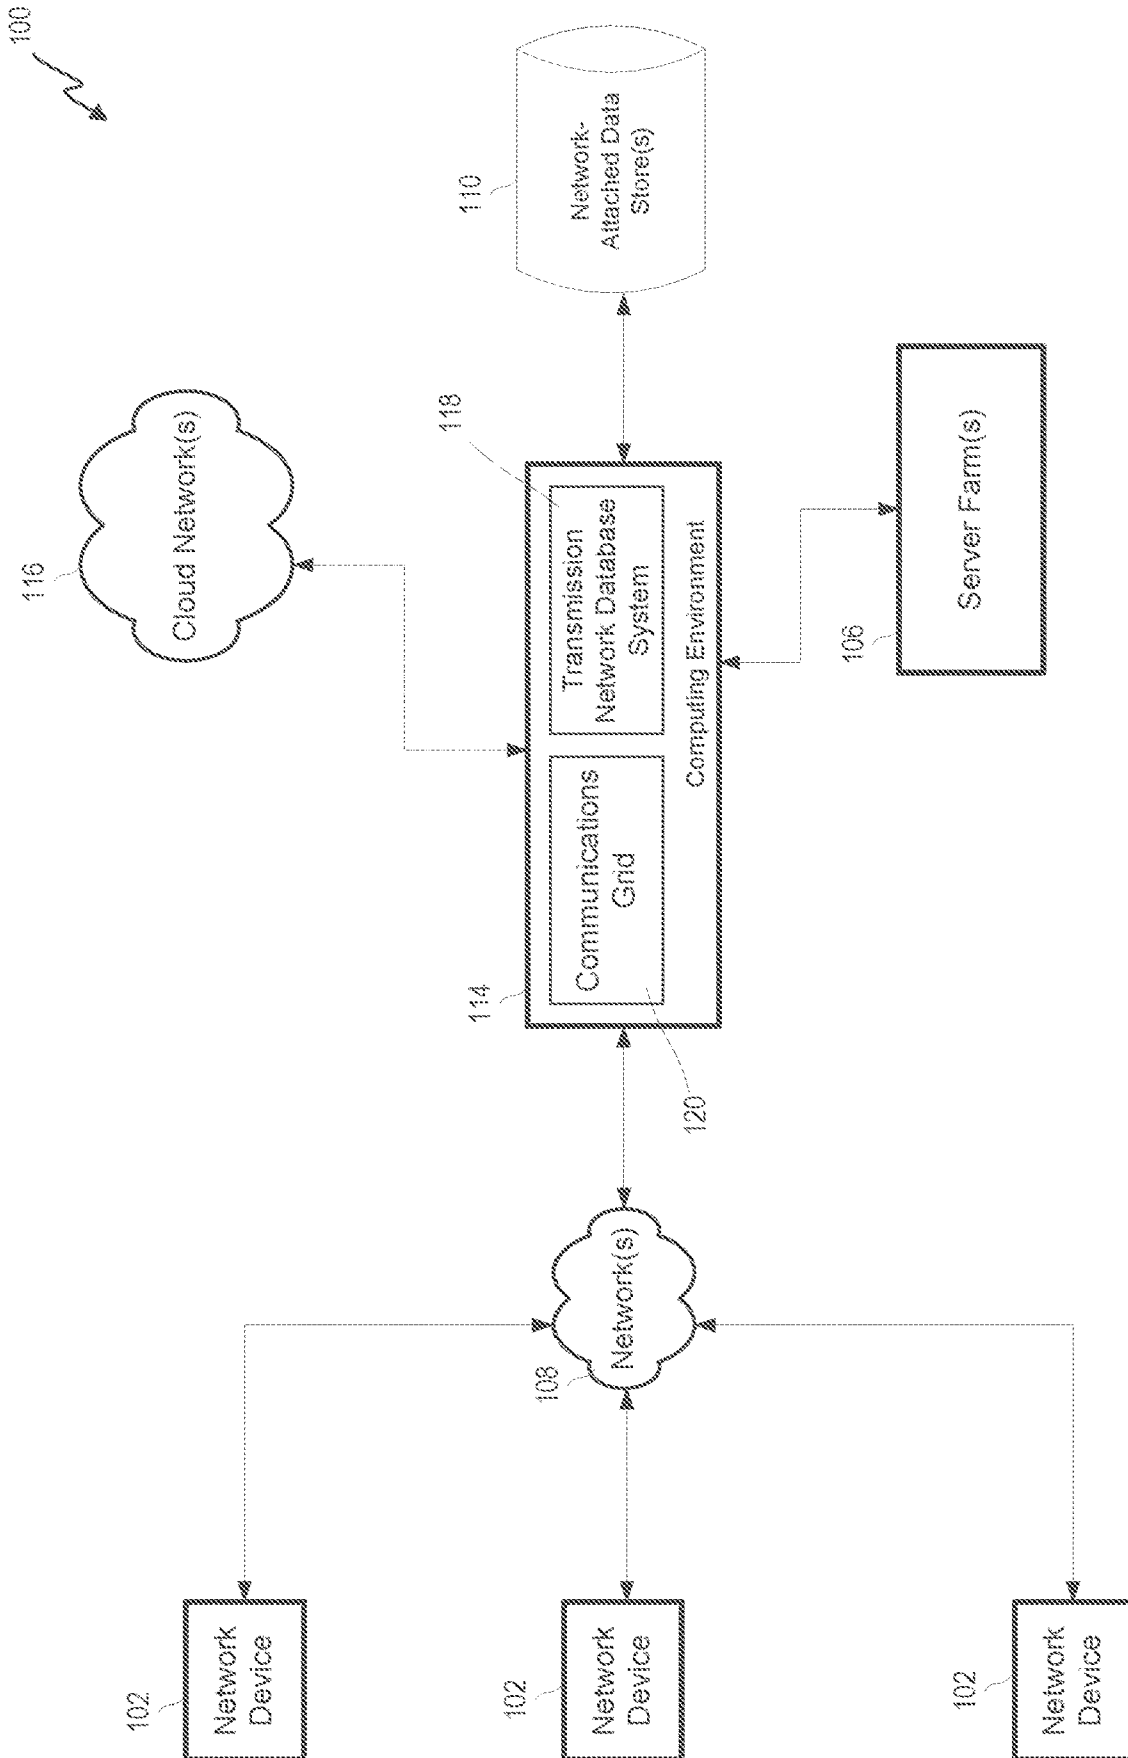 100
116
Cloud Network(s)
110
Network-
Attached Data
Store(s)
102
Network
Device
108
Network(s)
114
118
Communications
Grid
Transmission
Network Database
System
Computing Environment
120
102
Network
Device
106
Server Farm(s)
102
Network
Device